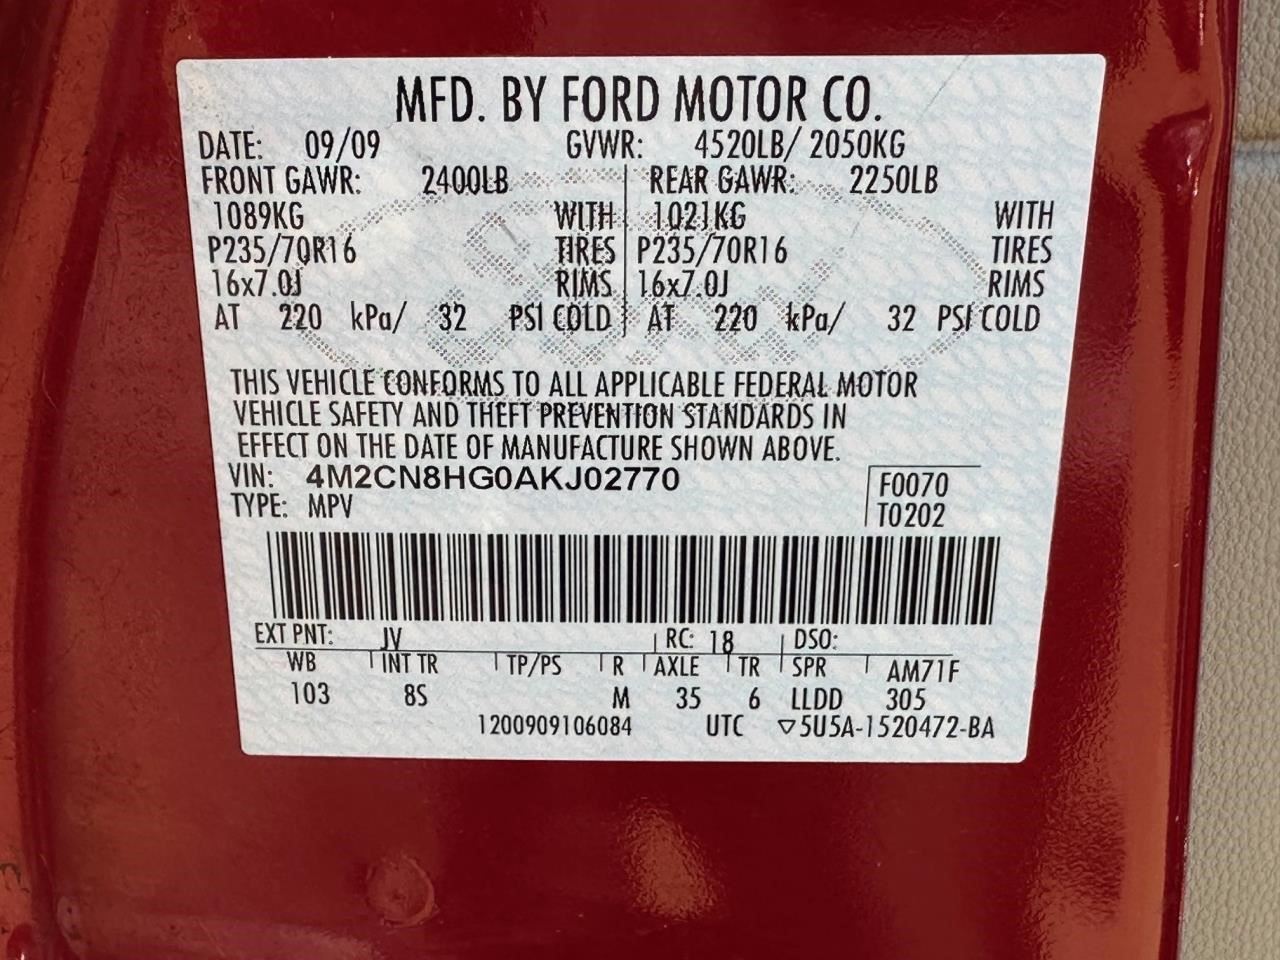 MFD. BY FORD MOTOR CO.
DATE: 09/09 GVWR: 4520LB/ 2050KG
FRONT GAWR: 2400LB REAR GAWR: 2250LB
1089KG WITH 1021KG WITH
P235/70R16 TIRES P235/70R16 TIRES
16x7.0J RIMS 16x7.0J RIMS
AT 220 kPa/ 32 PSI COLD AT 220 kPa/ 32 PSI COLD
THIS VEHICLE CONFORMS TO ALL APPLICABLE FEDERAL MOTOR
VEHICLE SAFETY AND THEFT PREVENTION STANDARDS IN
EFFECT ON THE DATE OF MANUFACTURE SHOWN ABOVE.
VIN: 4M2CN8HG0AKJ02770
TYPE: MPV
F0070
T0202
EXT PNT: JV RC: 18 DSO:
WB INT TR TP/PS R AXLE TR SPR AM71F
103 8S M 35 6 LLDD 305
1200909106084 UTC ▽5U5A-1520472-BA